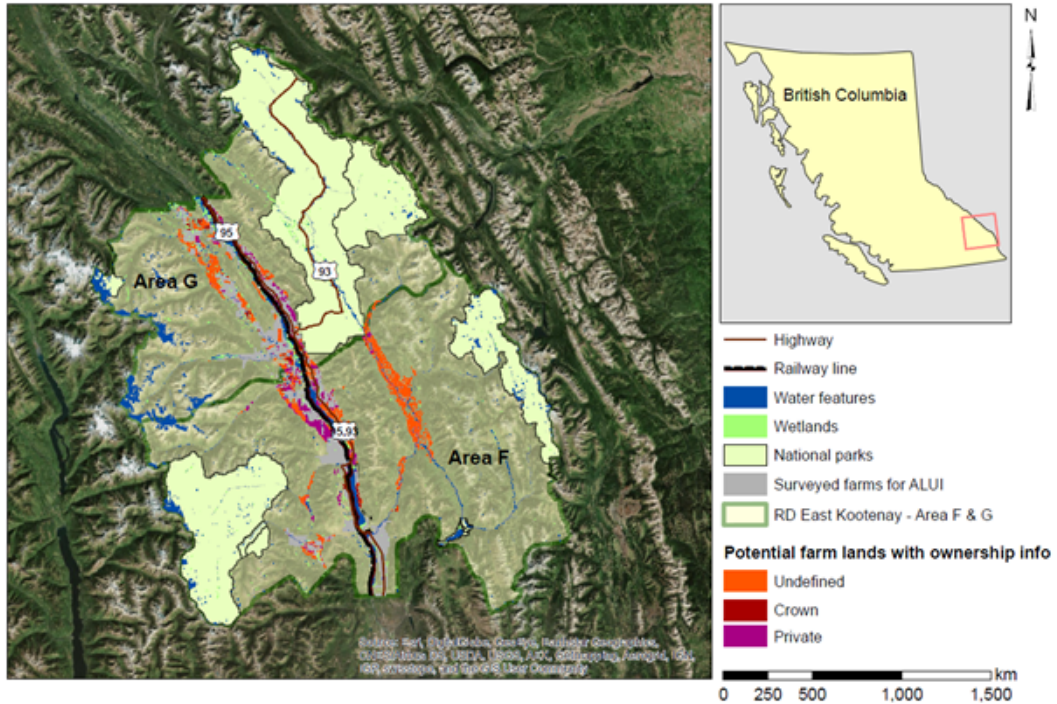 N
British Columbia
95
Area G
93
95,93
Area F
Highway
Railway line
Water features
Wetlands
National parks
Surveyed farms for ALUI
RD East Kootenay - Area F & G
Potential farm lands with ownership info
Undefined
Crown
Private
km
0 250 500 1,000 1,500